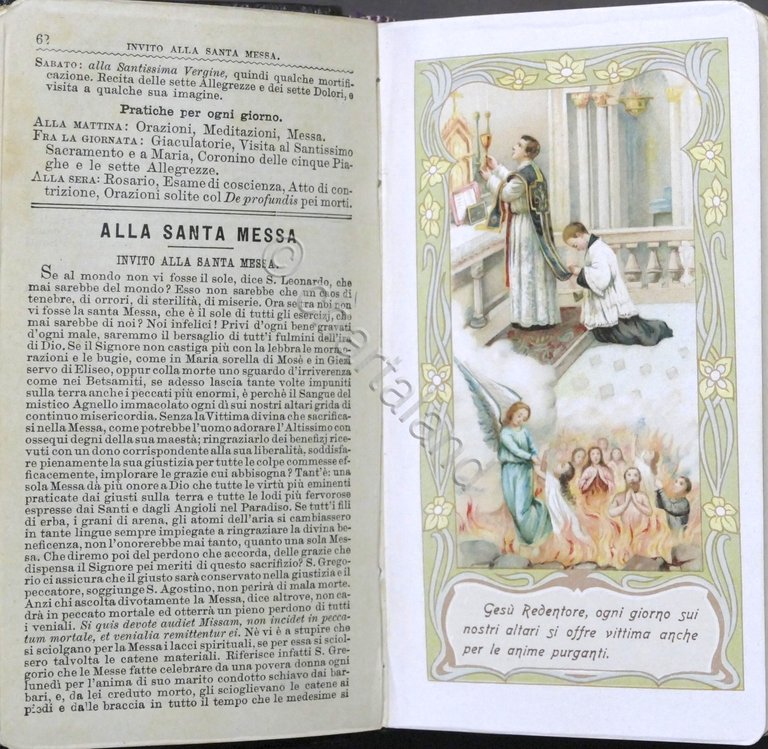 62
INVITO ALLA SANTA MESSA.
SABATO: alla Santissima Vergine, quindi qualche mortifi-
cazione. Recita delle sette Allegrezze e dei sette Dolori, e
visita a qualche sua imagine.
Pratiche per ogni giorno.
ALLA MATTINA: Orazioni, Meditazioni, Messa.
FRA LA GIORNATA: Giaculatorie, Visita al Santissimo
Sacramento e a Maria, Coronino delle cinque Pia-
ghe e le sette Allegrezze.
ALLA SERA: Rosario, Esame di coscienza, Atto di con-
trizione, Orazioni solite col De profundis pei morti.
ALLA SANTA MESSA
INVITO ALLA SANTA MESSA.
Se al mondo non vi fosse il sole, dice S. Leonardo, che
mai sarebbe del mondo? Esso non sarebbe che un caos di
tenebre, di orrori, di sterilità, di miserie. Ora se tra noi non
vi fosse la santa Messa, che è il sole di tutti gli esercizj, che
mai sarebbe di noi? Noi infelici! Privi d'ogni bene gravati
d'ogni male, saremmo il bersaglio di tutt'i fulmini dell'ira
di Dio. Se il Signore non castiga più con la lebbra le mormo-
razioni e le bugie, come in Maria sorella di Mosè e in Giezi
servo di Eliseo, oppur colla morte uno sguardo d'irriverenza
come nei Betsamiti, se adesso lascia tante volte impuniti
sulla terra anche i peccati più enormi, è perchè il Sangue del
mistico Agnello immacolato ogni dì sui nostri altari grida di
continuo misericordia. Senza la Vittima divina che sacrifica-
si nella Messa, come potrebbe l'uomo adorare l'Altissimo con
ossequi degni della sua maestà; ringraziarlo dei benefizj rice-
vuti con un dono corrispondente alla sua liberalità, soddisfa-
re pienamente la sua giustizia per tutte le colpe commesse ef-
ficacemente, implorare le grazie cui abbisogna? Tant'è: una
sola Messa dà più onore a Dio che tutte le virtù più eminenti
praticate dai giusti sulla terra e tutte le lodi più fervorose
espresse dai Santi e dagli Angioli nel Paradiso. Se tutt'i fili
di erba, i grani di arena, gli atomi dell'aria si cambiassero
in tante lingue sempre impiegate a ringraziare la divina be-
neficenza, non l'onorerebbe mai tanto, quanto una sola Mes-
sa. Che diremo poi del perdono che accorda, delle grazie che
dispensa il Signore pei meriti di questo sacrifizio? S. Grego-
rio ci assicura che il giusto sarà conservato nella giustizia e il
peccatore, soggiunge S. Agostino, non perirà di mala morte.
Anzi chi ascolta divotamente la Messa, dice altrove, non ca-
drà in peccato mortale ed otterrà un pieno perdono di tutti
i veniali. Si quis devote audiet Missam, non incidet in pecca-
tum mortale, et venialia remittentur ei. Nè vi è a stupire che
si sciolgano per la Messa i lacci spirituali, se per essa si sciol-
sero talvolta le catene materiali. Riferisce infatti S. Gre-
gorio che le Messe fatte celebrare da una povera donna ogni
lunedì per l'anima di suo marito condotto schiavo dai bar-
bari, e, da lei creduto morto, gli scioglievano le catene ai
piedi e dalle braccia in tutto il tempo che le medesime si
Gesù Redentore, ogni giorno sui
nostri altari si offre vittima anche
per le anime purganti.